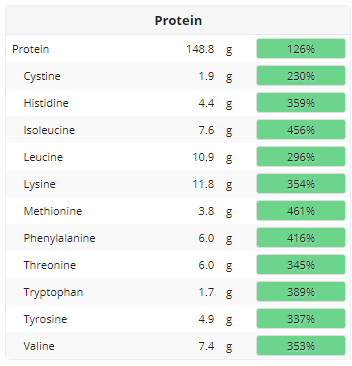 Protein
Protein 148.8 g 126%
Cystine 1.9 g 230%
Histidine 4.4 g 359%
Isoleucine 7.6 g 456%
Leucine 10.9 g 296%
Lysine 11.8 g 354%
Methionine 3.8 g 461%
Phenylalanine 6.0 g 416%
Threonine 6.0 g 345%
Tryptophan 1.7 g 389%
Tyrosine 4.9 g 337%
Valine 7.4 g 353%